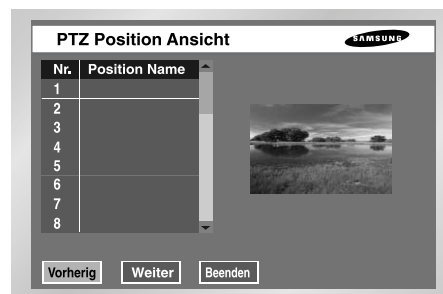 PTZ Position Ansicht
SAMSUNG
Nr. Position Name
1
2
3
4
5
6
7
8
Vorherig Weiter Beenden